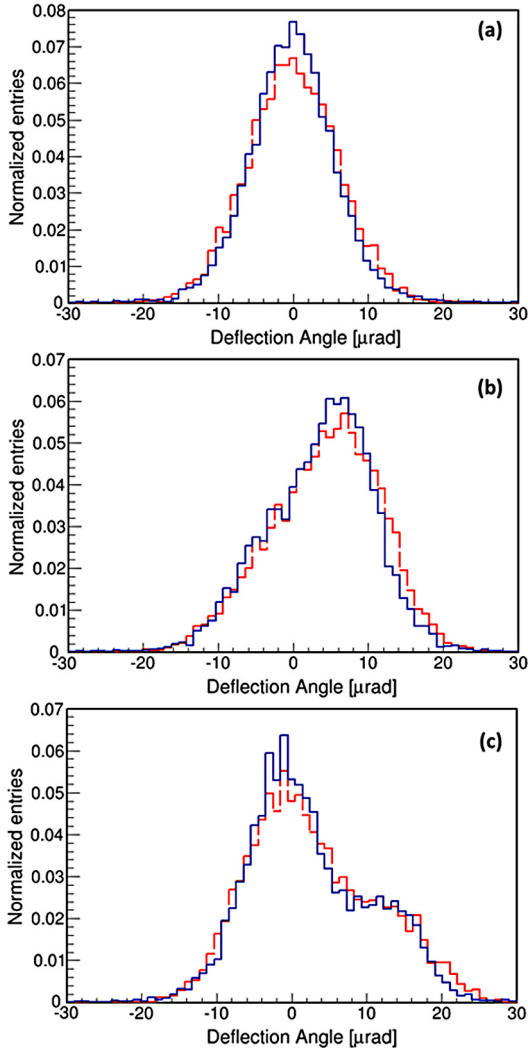 (a)
Normalized entries
0.08
0.07
0.06
0.05
0.04
0.03
0.02
0.01
0
-30 -20 -10 0 10 20 30
Deflection Angle [μrad]
(b)
Normalized entries
0.07
0.06
0.05
0.04
0.03
0.02
0.01
0
-30 -20 -10 0 10 20 30
Deflection Angle [μrad]
(c)
Normalized entries
0.07
0.06
0.05
0.04
0.03
0.02
0.01
0
-30 -20 -10 0 10 20 30
Deflection Angle [μrad]